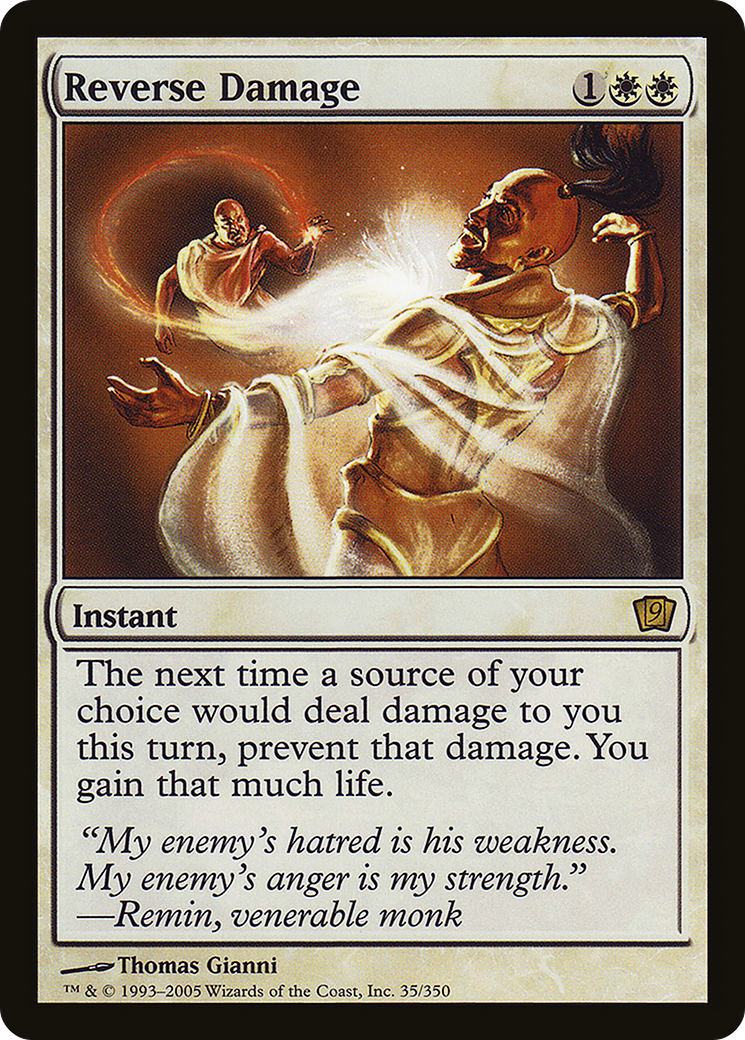 Reverse Damage 1
Instant 9
The next time a source of your
choice would deal damage to you
this turn, prevent that damage. You
gain that much life.
“My enemy’s hatred is his weakness.
My enemy’s anger is my strength.”
—Remin, venerable monk
Thomas Gianni
™ & © 1993–2005 Wizards of the Coast, Inc. 35/350